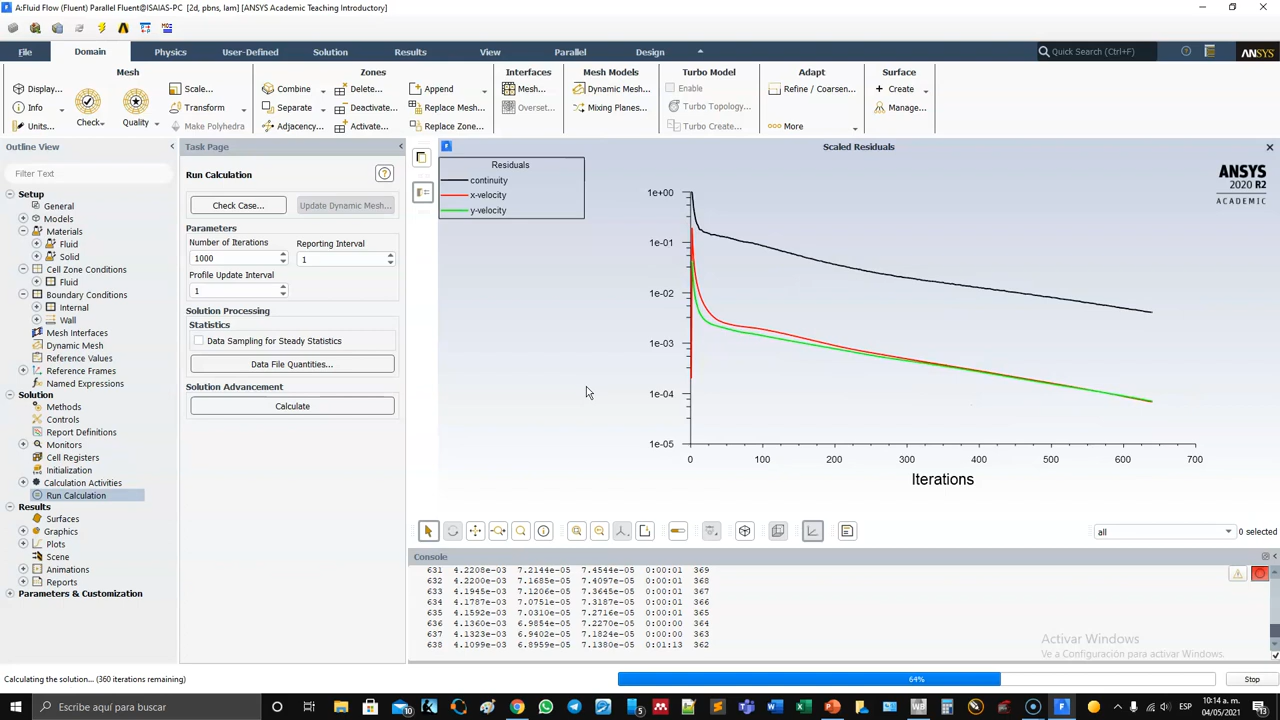 A:Fluid Flow (Fluent) Parallel Fluent@ISAIAS-PC [2d, pbns, lam] [ANSYS Academic Teaching Introductory]
File Domain Physics User-Defined Solution Results View Parallel Design
Quick Search (Ctrl+F)
ANSYS
Mesh Zones Interfaces Mesh Models Turbo Model Adapt Surface
Display... Scale... Combine Delete... Append Mesh... Dynamic Mesh... Enable Refine / Coarsen... Create
Info Check Quality Transform Separate Deactivate... Replace Mesh... Overset... Mixing Planes... Turbo Topology... Manage...
Units... Make Polyhedra Adjacency... Activate... Replace Zone... Turbo Create... More
Outline View
Filter Text
Setup
General
Models
Materials
Fluid
Solid
Cell Zone Conditions
Fluid
Boundary Conditions
Internal
Wall
Mesh Interfaces
Dynamic Mesh
Reference Values
Reference Frames
Named Expressions
Solution
Methods
Controls
Report Definitions
Monitors
Cell Registers
Initialization
Calculation Activities
Run Calculation
Results
Surfaces
Graphics
Plots
Scene
Animations
Reports
Parameters & Customization
Task Page
Run Calculation
Check Case... Update Dynamic Mesh...
Parameters
Number of Iterations Reporting Interval
1000 1
Profile Update Interval
1
Solution Processing
Statistics
Data Sampling for Steady Statistics
Data File Quantities...
Solution Advancement
Calculate
Scaled Residuals
Residuals
continuity
x-velocity
y-velocity
ANSYS
2020 R2
ACADEMIC
1e+00
1e-01
1e-02
1e-03
1e-04
1e-05
0 100 200 300 400 500 600 700
Iterations
all 0 selected
Console
631 4.2208e-03 7.2144e-05 7.4544e-05 0:00:01 369
632 4.2200e-03 7.1685e-05 7.4097e-05 0:00:01 368
633 4.1945e-03 7.1206e-05 7.3645e-05 0:00:01 367
634 4.1787e-03 7.0751e-05 7.3187e-05 0:00:01 366
635 4.1592e-03 7.0310e-05 7.2716e-05 0:00:01 365
636 4.1360e-03 6.9854e-05 7.2270e-05 0:00:00 364
637 4.1323e-03 6.9402e-05 7.1824e-05 0:00:00 363
638 4.1099e-03 6.8959e-05 7.1380e-05 0:01:13 362
Activar Windows
Ve a Configuración para activar Windows.
Calculating the solution... (360 iterations remaining) 64% Stop
Escribe aquí para buscar
ESP
10:14 a.m.
04/05/2021